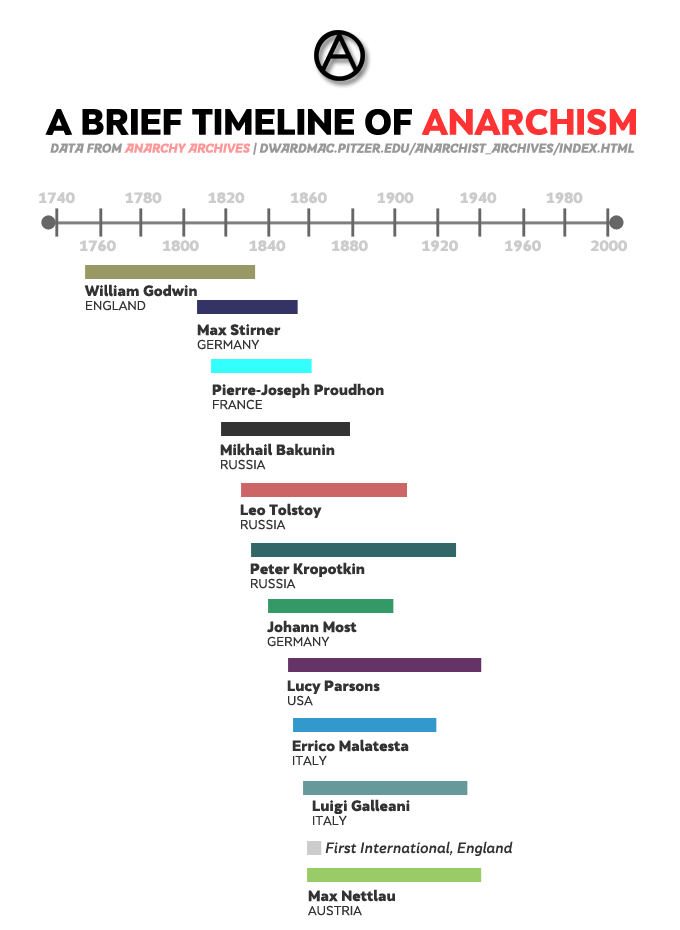 A BRIEF TIMELINE OF ANARCHISM
DATA FROM ANARCHY ARCHIVES | DWARDMAC.PITZER.EDU/ANARCHIST_ARCHIVES/INDEX.HTML
1740 1780 1820 1860 1900 1940 1980
1760 1800 1840 1880 1920 1960 2000
William Godwin
ENGLAND
Max Stirner
GERMANY
Pierre-Joseph Proudhon
FRANCE
Mikhail Bakunin
RUSSIA
Leo Tolstoy
RUSSIA
Peter Kropotkin
RUSSIA
Johann Most
GERMANY
Lucy Parsons
USA
Errico Malatesta
ITALY
Luigi Galleani
ITALY
First International, England
Max Nettlau
AUSTRIA